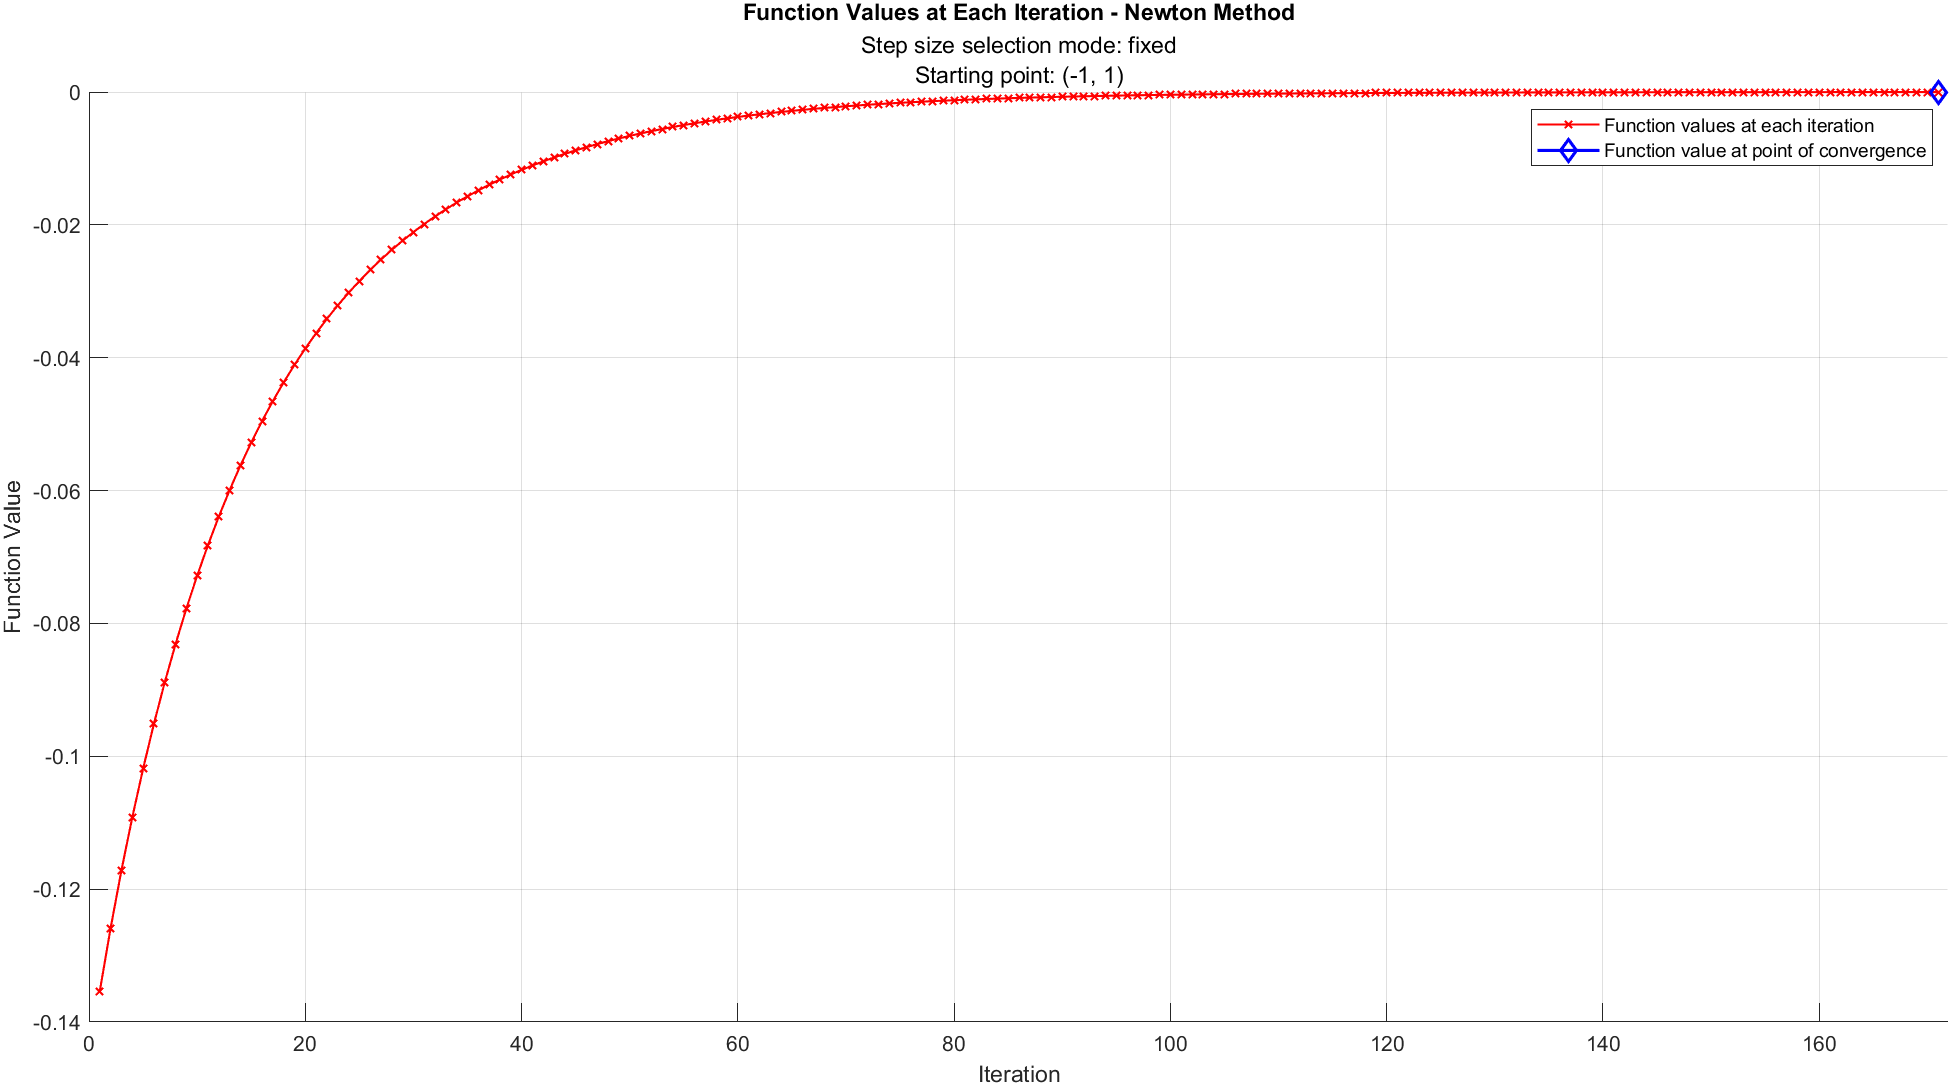 Function Values at Each Iteration - Newton Method
Step size selection mode: fixed
Starting point: (-1, 1)
0
-0.02
-0.04
-0.06
-0.08
-0.1
-0.12
-0.14
Function Value
Function values at each iteration
Function value at point of convergence
0
20
40
60
80
100
120
140
160
Iteration